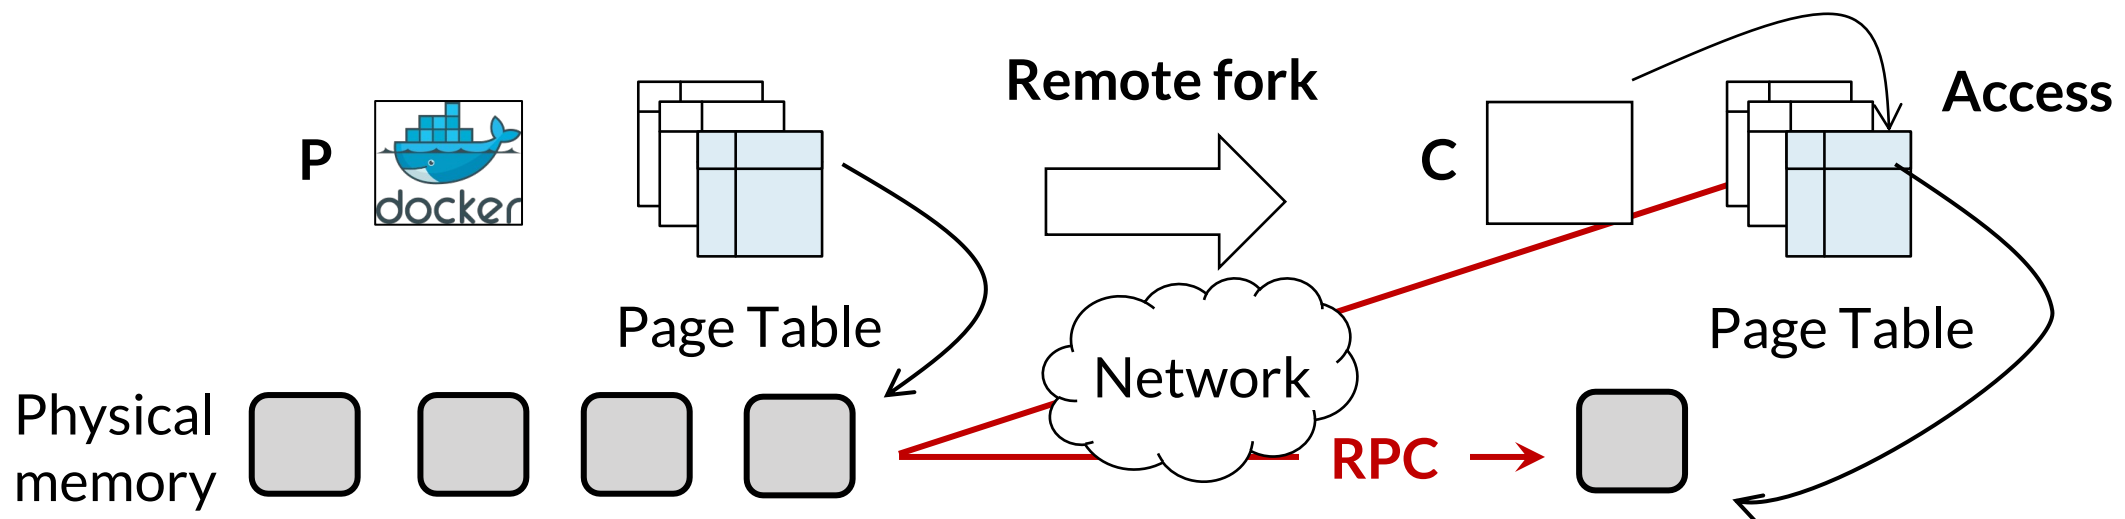 Remote fork
Access
P
docker
C
Page Table
Page Table
Network
Physical
memory
RPC